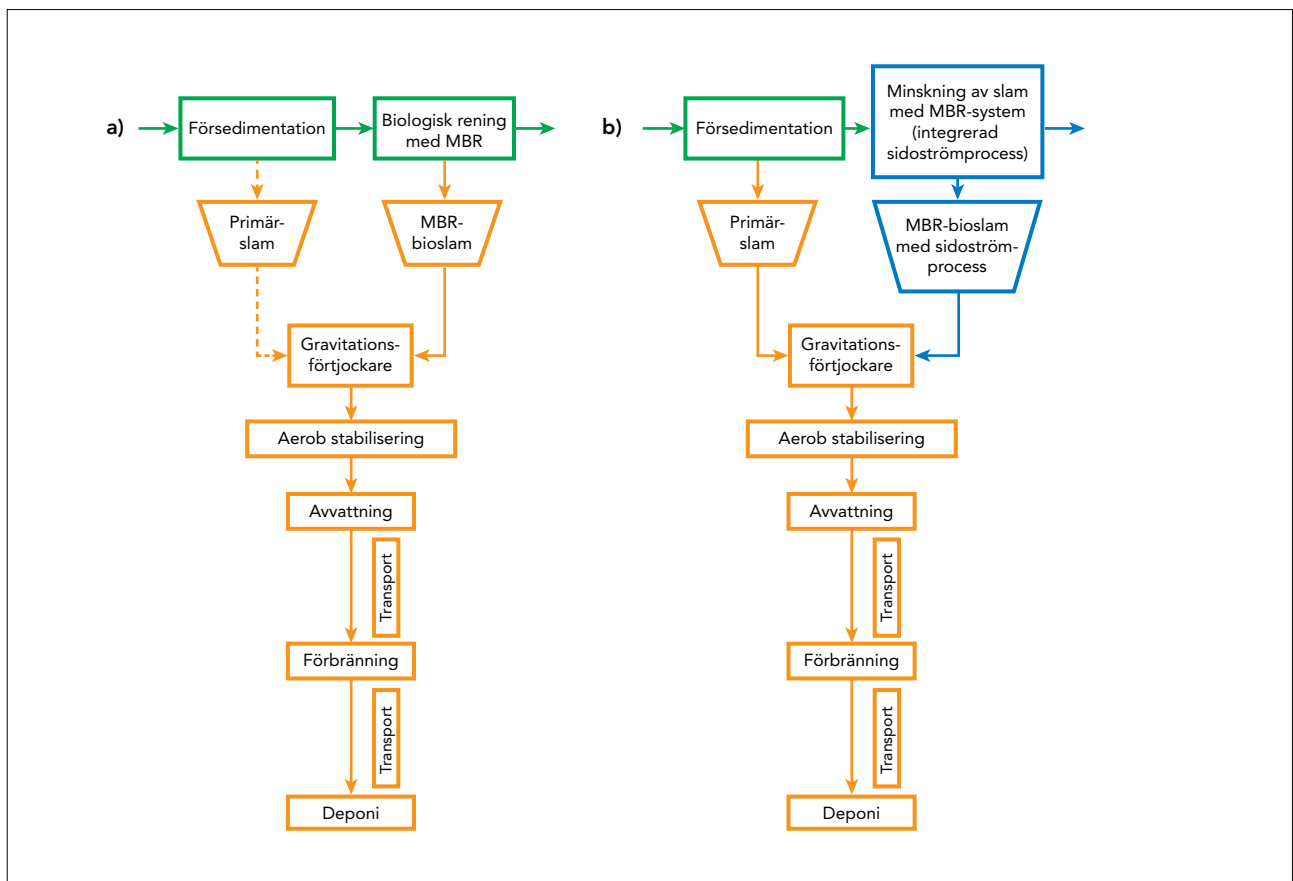 a)
Försedimentation
Biologisk rening
med MBR
Primär-
slam
MBR-
bioslam
Gravitations-
förtjockare
Aerob stabilisering
Avvattning
Transport
Förbränning
Transport
Deponi
b)
Försedimentation
Minskning av slam
med MBR-system
(integrerad
sidoströmprocess)
Primär-
slam
MBR-bioslam
med sidoström-
process
Gravitations-
förtjockare
Aerob stabilisering
Avvattning
Transport
Förbränning
Transport
Deponi